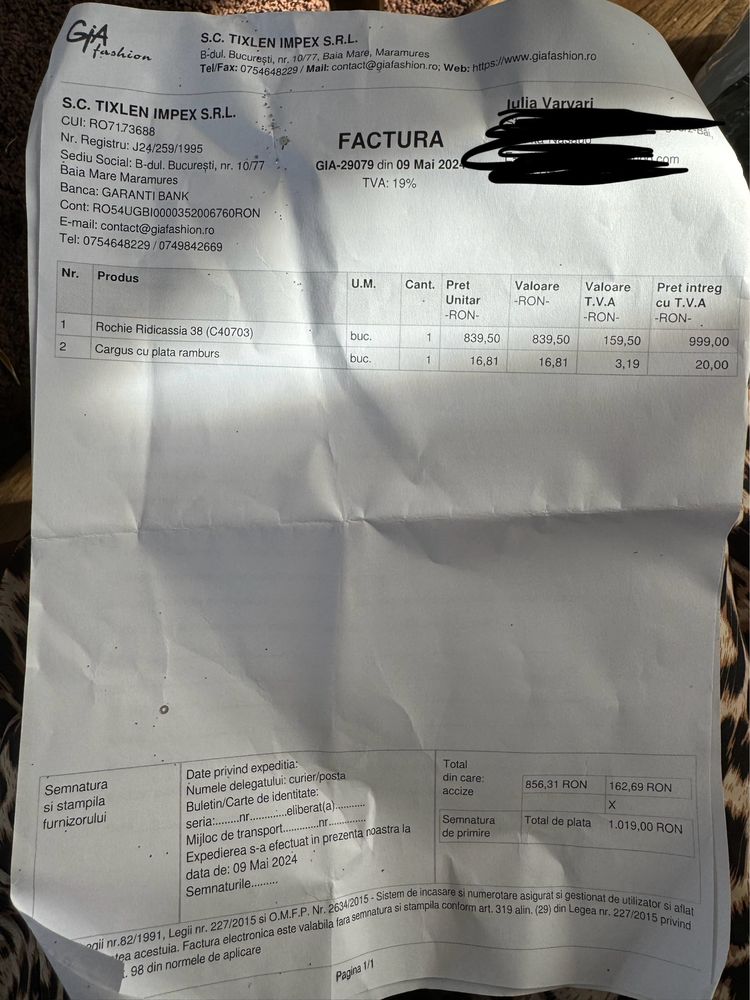 GiA
fashion
S.C. TIXLEN IMPEX S.R.L.
B-dul. București, nr. 10/77, Baia Mare, Maramures
Tel/Fax: 0754648229 / Mail: contact@giafashion.ro; Web: https://www.giafashion.ro
S.C. TIXLEN IMPEX S.R.L.
CUI: RO7173688
Nr. Registru: J24/259/1995
Sediu Social: B-dul. București, nr. 10/77
Baia Mare Maramures
Banca: GARANTI BANK
Cont: RO54UGBI0000352006760RON
E-mail: contact@giafashion.ro
Tel: 0754648229 / 0749842669
FACTURA
GIA-29079 din 09 Mai 2024
TVA: 19%
Iulia Varvari
com
Nr. Produs U.M. Cant. Pret Unitar -RON- Valoare -RON- Valoare T.V.A -RON- Pret intreg cu T.V.A -RON-
1 Rochie Ridicassia 38 (C40703) buc. 1 839,50 839,50 159,50 999,00
2 Cargus cu plata ramburs buc. 1 16,81 16,81 3,19 20,00
Semnatura
si stampila
furnizorului
Date privind expeditia:
Numele delegatului: curier/posta
Buletin/Carte de identitate:
seria:........nr.............eliberat(a)..........
Mijloc de transport............nr.............
Expedierea s-a efectuat in prezenta noastra la
data de: 09 Mai 2024
Semnaturile.........
Total
din care:
accize
856,31 RON 162,69 RON
X
Semnatura
de primire
Total de plata 1.019,00 RON
nr.82/1991, Legii nr. 227/2015 si O.M.F.P. Nr. 2634/2015 - Sistem de incasare si numerotare asigurat si gestionat de utilizator si aflat
acestuia. Factura electronica este valabila fara semnatura si stampila conform art. 319 alin. (29) din Legea nr. 227/2015 privind
98 din normele de aplicare
Pagina 1/1